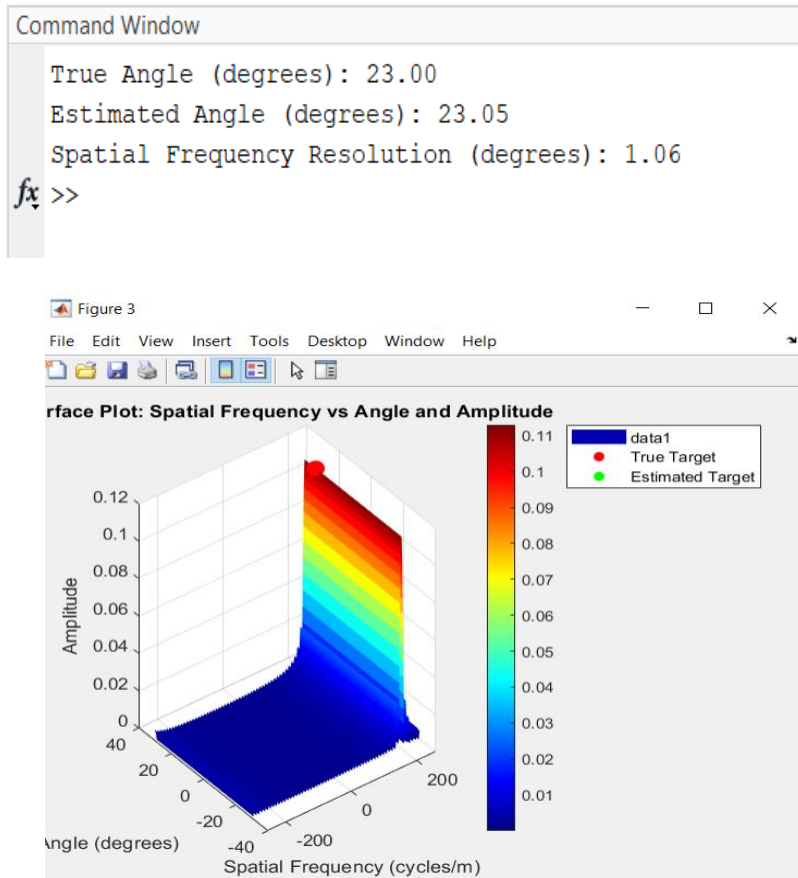 Command Window
True Angle (degrees): 23.00
Estimated Angle (degrees): 23.05
Spatial Frequency Resolution (degrees): 1.06
fx >>
Figure 3
File Edit View Insert Tools Desktop Window Help
rface Plot: Spatial Frequency vs Angle and Amplitude
data1
True Target
Estimated Target
0.11
0.1
0.09
0.08
0.07
0.06
0.05
0.04
0.03
0.02
0.01
0.12
0.1
0.08
0.06
0.04
0.02
0
Amplitude
40
20
0
-20
-40
Angle (degrees)
-200
0
200
Spatial Frequency (cycles/m)